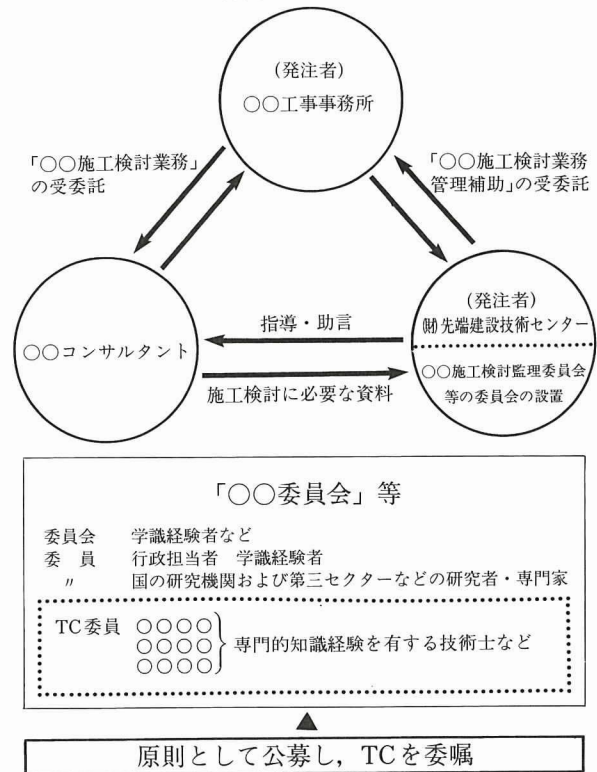 (発注者)
○○工事事務所
「○○施工検討業務」
の受委託
「○○施工検討業務
管理補助」の受委託
○○コンサルタント
指導・助言
施工検討に必要な資料
(発注者)
㈶先端建設技術センター
○○施工検討監理委員会
等の委員会の設置
「○○委員会」等
委員会 学識経験者など
委 員 行政担当者 学識経験者
〃 国の研究機関および第三セクターなどの研究者・専門家
TC委員 ○○○○
○○○○ 専門的知識経験を有する技術士など
○○○○
原則として公募し，TCを委嘱